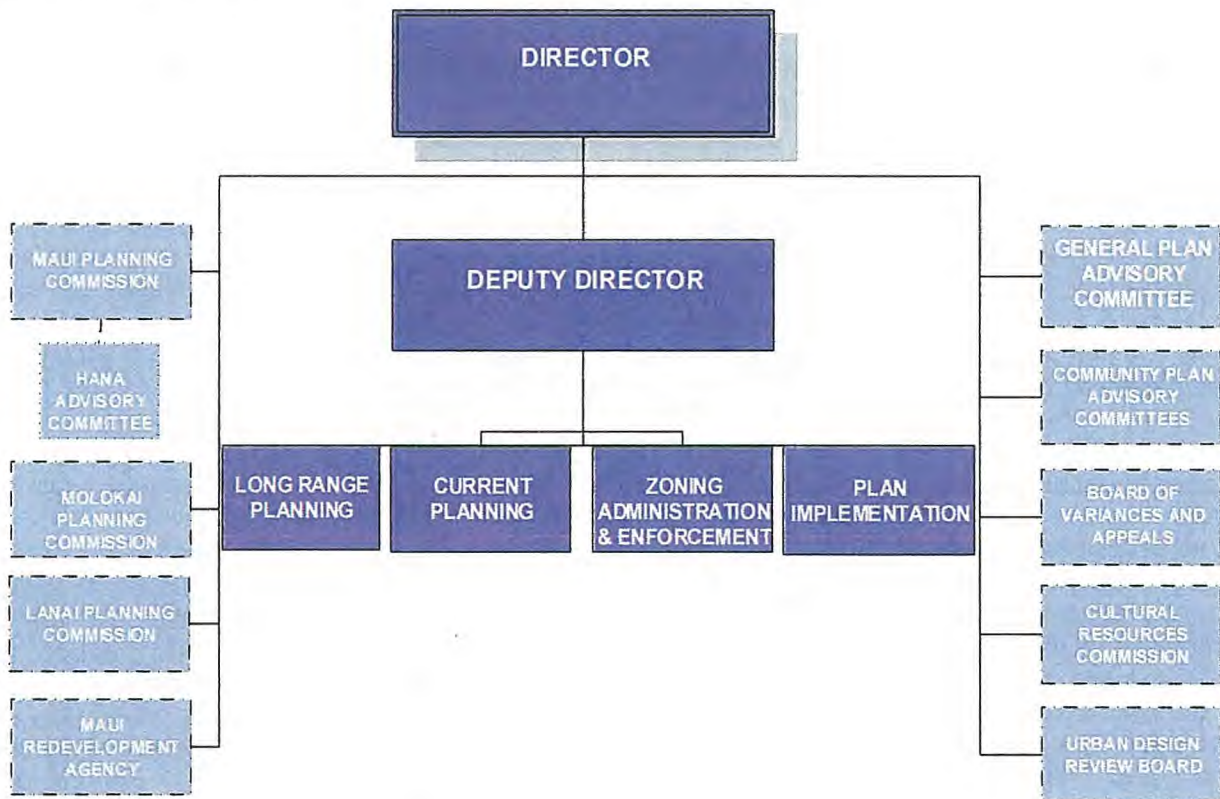 DIRECTOR
MAUI PLANNING
COMMISSION
DEPUTY DIRECTOR
GENERAL PLAN
ADVISORY
COMMITTEE
HANA
ADVISORY
COMMITTEE
COMMUNITY PLAN
ADVISORY
COMMITTEES
LONG RANGE
PLANNING
CURRENT
PLANNING
ZONING
ADMINISTRATION
& ENFORCEMENT
PLAN
IMPLEMENTATION
MOLOKAI
PLANNING
COMMISSION
BOARD OF
VARIANCES AND
APPEALS
LANAI PLANNING
COMMISSION
CULTURAL
RESOURCES
COMMISSION
MAUI
REDEVELOPMENT
AGENCY
URBAN DESIGN
REVIEW BOARD